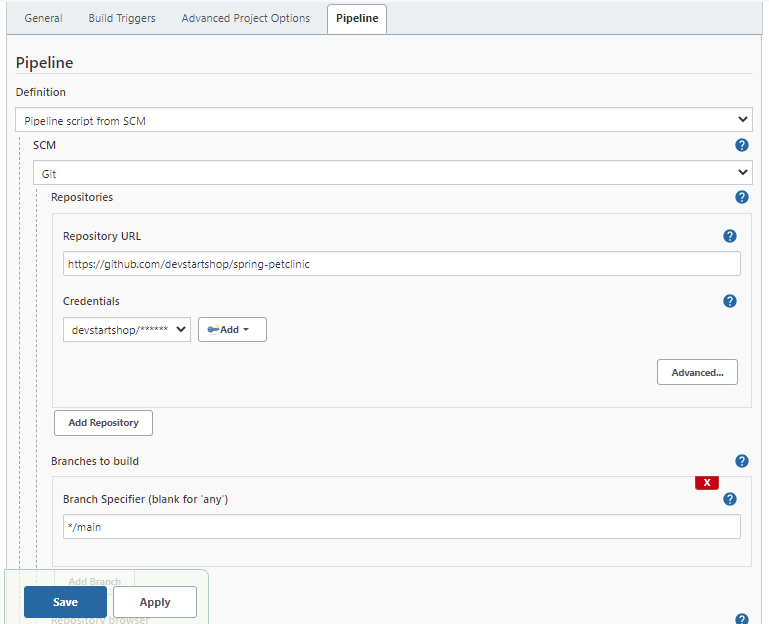 General Build Triggers Advanced Project Options Pipeline
Pipeline
Definition
Pipeline script from SCM
SCM
?
Git
Repositories
?
Repository URL
?
https://github.com/devstartshop/spring-petclinic
Credentials
?
devstartshop/****** Add
Advanced...
Add Repository
Branches to build
?
X
Branch Specifier (blank for 'any')
?
*/main
Add Branch
Save Apply
Repository browser
?